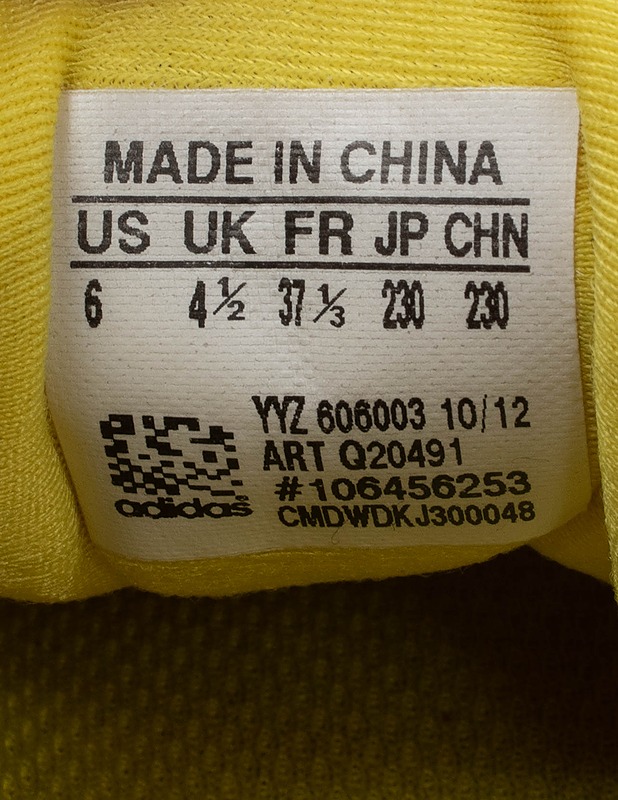 MADE IN CHINA
US UK FR JP CHN
6 4½ 37⅓ 230 230
YYZ 606003 10/12
ART Q20491
#106456253
adidas
CMDWDKJ300048